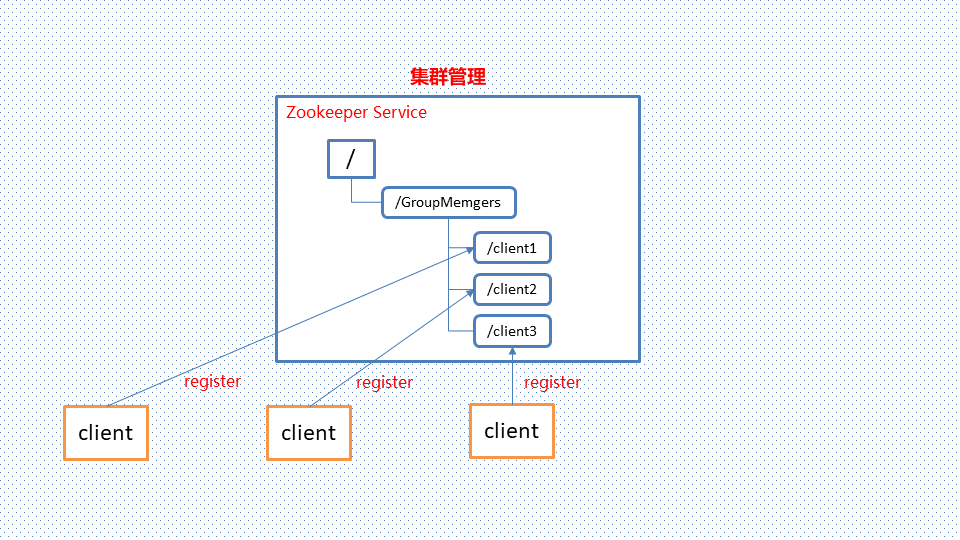 集群管理
Zookeeper Service
/
/GroupMemgers
/client1
/client2
/client3
register
register
register
client
client
client